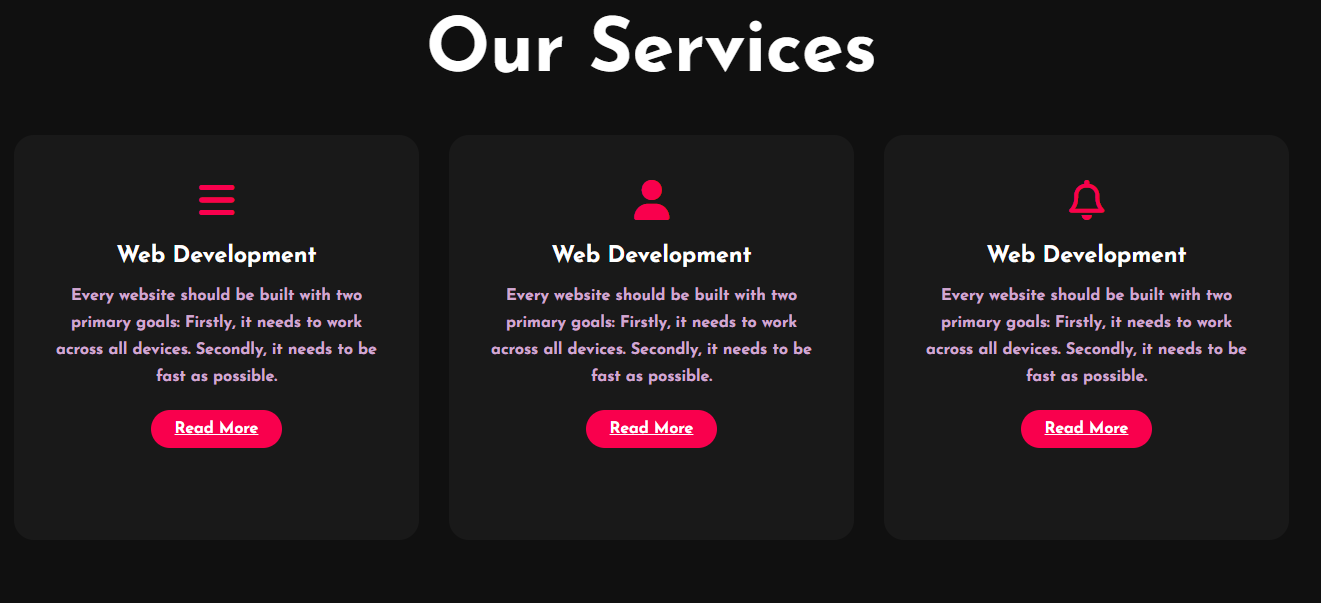 Our Services
Web Development
Every website should be built with two
primary goals: Firstly, it needs to work
across all devices. Secondly, it needs to be
fast as possible.
Read More
Web Development
Every website should be built with two
primary goals: Firstly, it needs to work
across all devices. Secondly, it needs to be
fast as possible.
Read More
Web Development
Every website should be built with two
primary goals: Firstly, it needs to work
across all devices. Secondly, it needs to be
fast as possible.
Read More